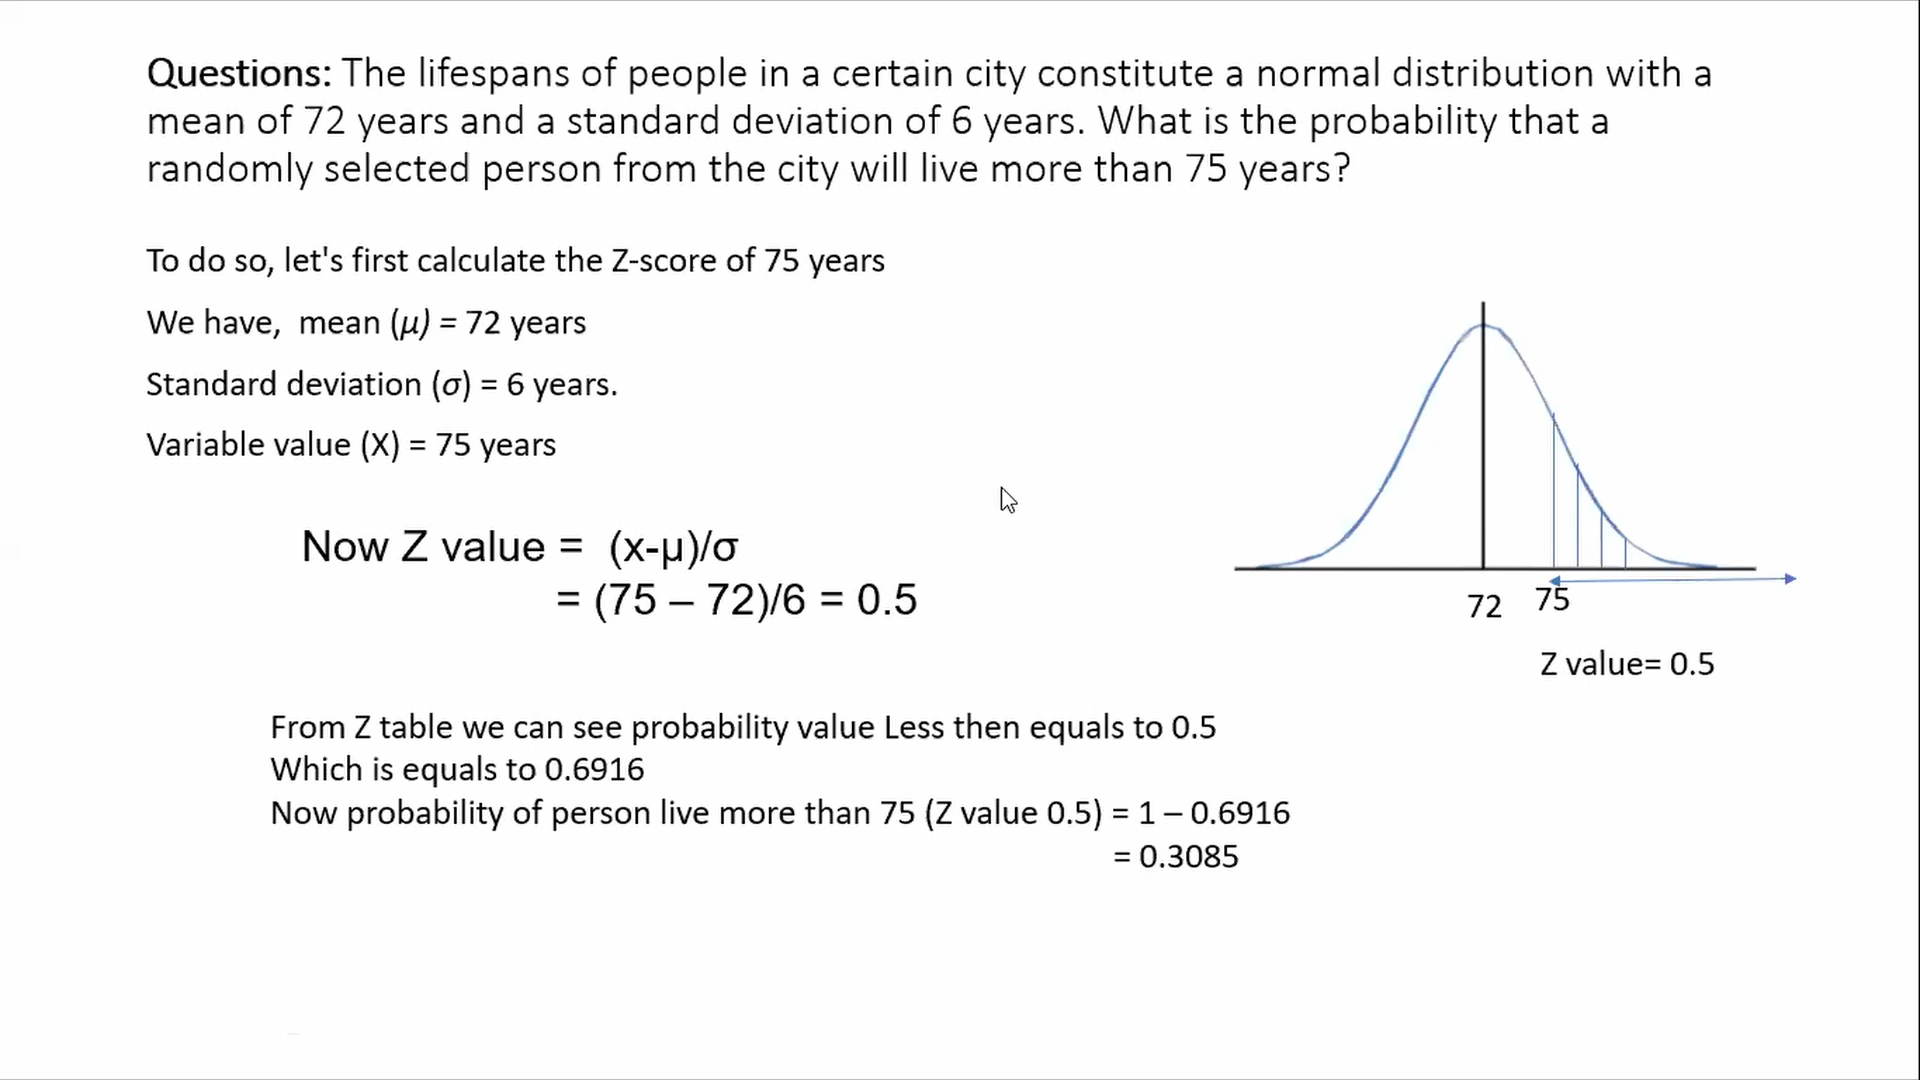 Questions: The lifespans of people in a certain city constitute a normal distribution with a
mean of 72 years and a standard deviation of 6 years. What is the probability that a
randomly selected person from the city will live more than 75 years?
To do so, let's first calculate the Z-score of 75 years
We have,  mean (μ) = 72 years
Standard deviation (σ) = 6 years.
Variable value (X) = 75 years
Now Z value =  (x-μ)/σ
= (75 – 72)/6 = 0.5
72
75
Z value= 0.5
From Z table we can see probability value Less then equals to 0.5
Which is equals to 0.6916
Now probability of person live more than 75 (Z value 0.5) = 1 – 0.6916
= 0.3085